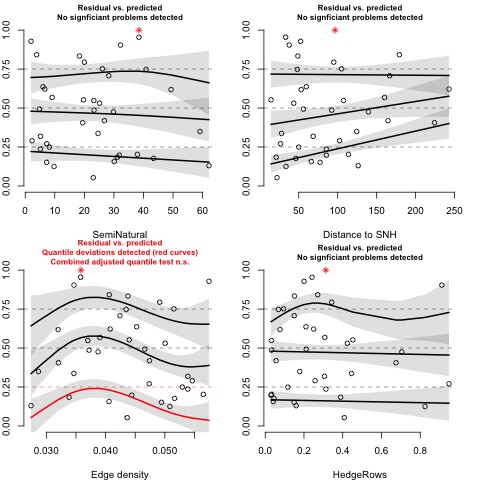 Residual vs. predicted
No signficiant problems detected
1.00
0.75
0.50
0.25
0.00
0 10 20 30 40 50 60
SemiNatural
Residual vs. predicted
No signficiant problems detected
1.00
0.75
0.50
0.25
0.00
50 100 150 200 250
Distance to SNH
Residual vs. predicted
Quantile deviations detected (red curves)
Combined adjusted quantile test n.s.
1.00
0.75
0.50
0.25
0.00
0.030 0.040 0.050
Edge density
Residual vs. predicted
No signficiant problems detected
1.00
0.75
0.50
0.25
0.00
0.0 0.2 0.4 0.6 0.8
HedgeRows